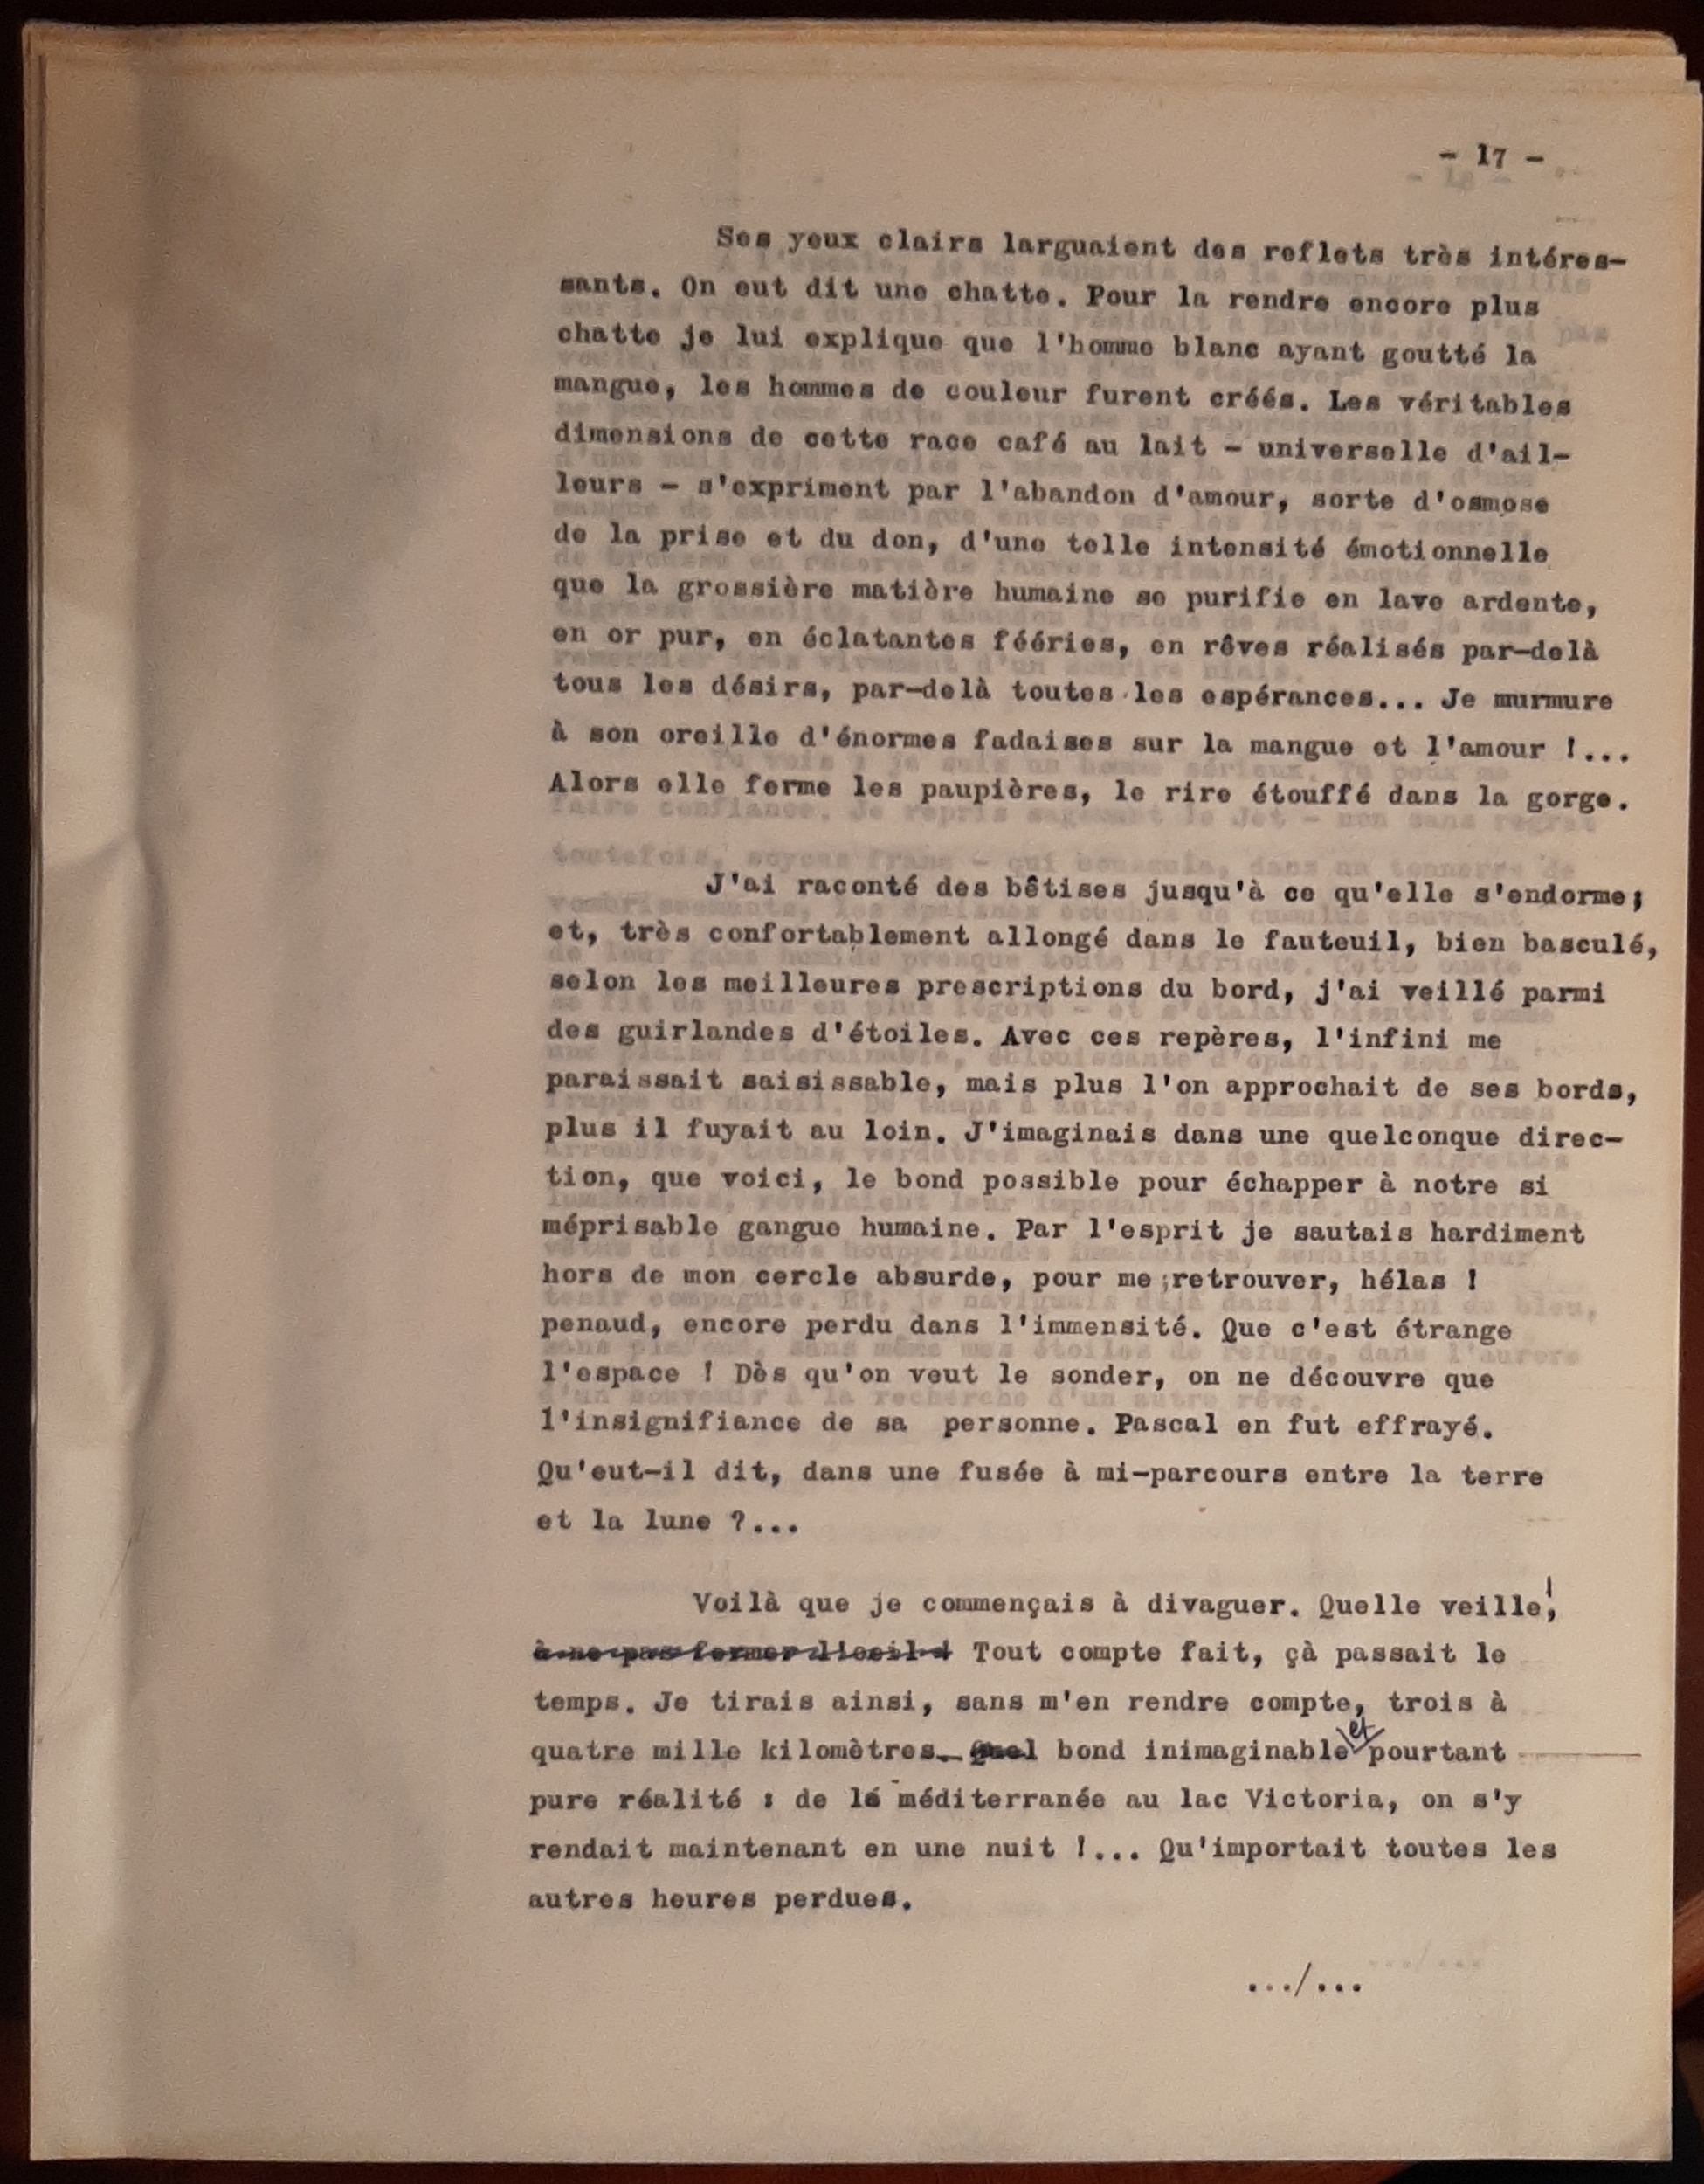 - 17 -
Ses yeux clairs larguaient des reflets très intéres-
sants. On eut dit une chatte. Pour la rendre encore plus
chatte je lui explique que l'homme blanc ayant goutté la
mangue, les hommes de couleur furent créés. Les véritables
dimensions de cette race café au lait - universelle d'ail-
leurs - s'expriment par l'abandon d'amour, sorte d'osmose
de la prise et du don, d'une telle intensité émotionnelle
que la grossière matière humaine se purifie en lave ardente,
en or pur, en éclatantes fééries, en rêves réalisés par-delà
tous les désirs, par-delà toutes les espérances... Je murmure
à son oreille d'énormes fadaises sur la mangue et l'amour !...
Alors elle ferme les paupières, le rire étouffé dans la gorge.
J'ai raconté des bêtises jusqu'à ce qu'elle s'endorme;
et, très confortablement allongé dans le fauteuil, bien basculé,
selon les meilleures prescriptions du bord, j'ai veillé parmi
des guirlandes d'étoiles. Avec ces repères, l'infini me
paraissait saisissable, mais plus l'on approchait de ses bords,
plus il fuyait au loin. J'imaginais dans une quelconque direc-
tion, que voici, le bond possible pour échapper à notre si
méprisable gangue humaine. Par l'esprit je sautais hardiment
hors de mon cercle absurde, pour me retrouver, hélas !
penaud, encore perdu dans l'immensité. Que c'est étrange
l'espace ! Dès qu'on veut le sonder, on ne découvre que
l'insignifiance de sa personne. Pascal en fut effrayé.
Qu'eut-il dit, dans une fusée à mi-parcours entre la terre
et la lune ?...
Voilà que je commençais à divaguer. Quelle veille,!
à ne pas fermer l'oeil ! Tout compte fait, çà passait le
temps. Je tirais ainsi, sans m'en rendre compte, trois à
quatre mille kilomètres. Quel bond inimaginable et pourtant
pure réalité : de la méditerranée au lac Victoria, on s'y
rendait maintenant en une nuit !... Qu'importait toutes les
autres heures perdues.
.../...